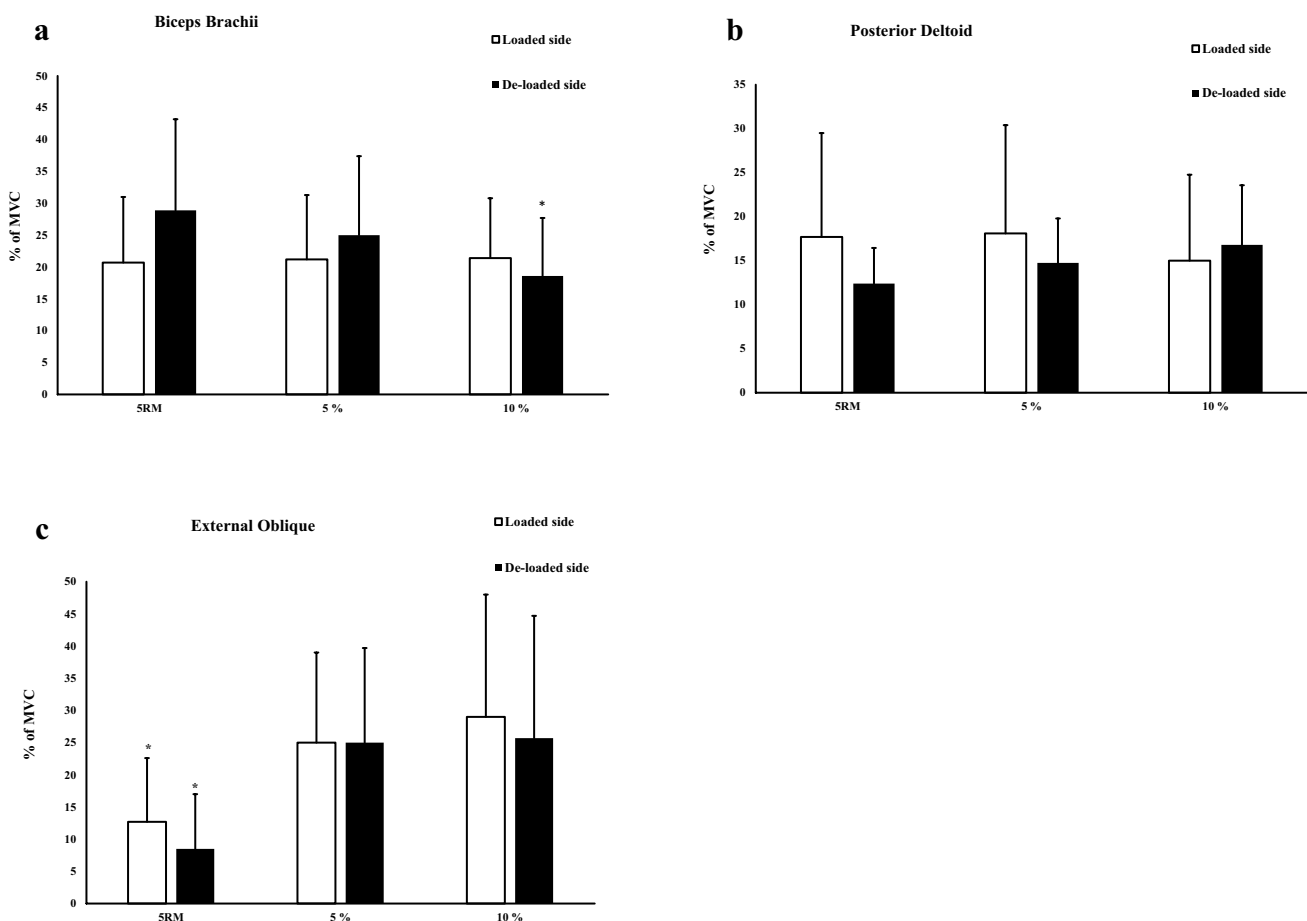 a
Biceps Brachii
Loaded side
De-loaded side
% of MVC
50
45
40
35
30
25
20
15
10
5
0
*
5RM
5 %
10 %
b
Posterior Deltoid
Loaded side
De-loaded side
% of MVC
35
30
25
20
15
10
5
0
5RM
5 %
10 %
c
External Oblique
Loaded side
De-loaded side
% of MVC
50
45
40
35
30
25
20
15
10
5
0
*
*
5RM
5 %
10 %